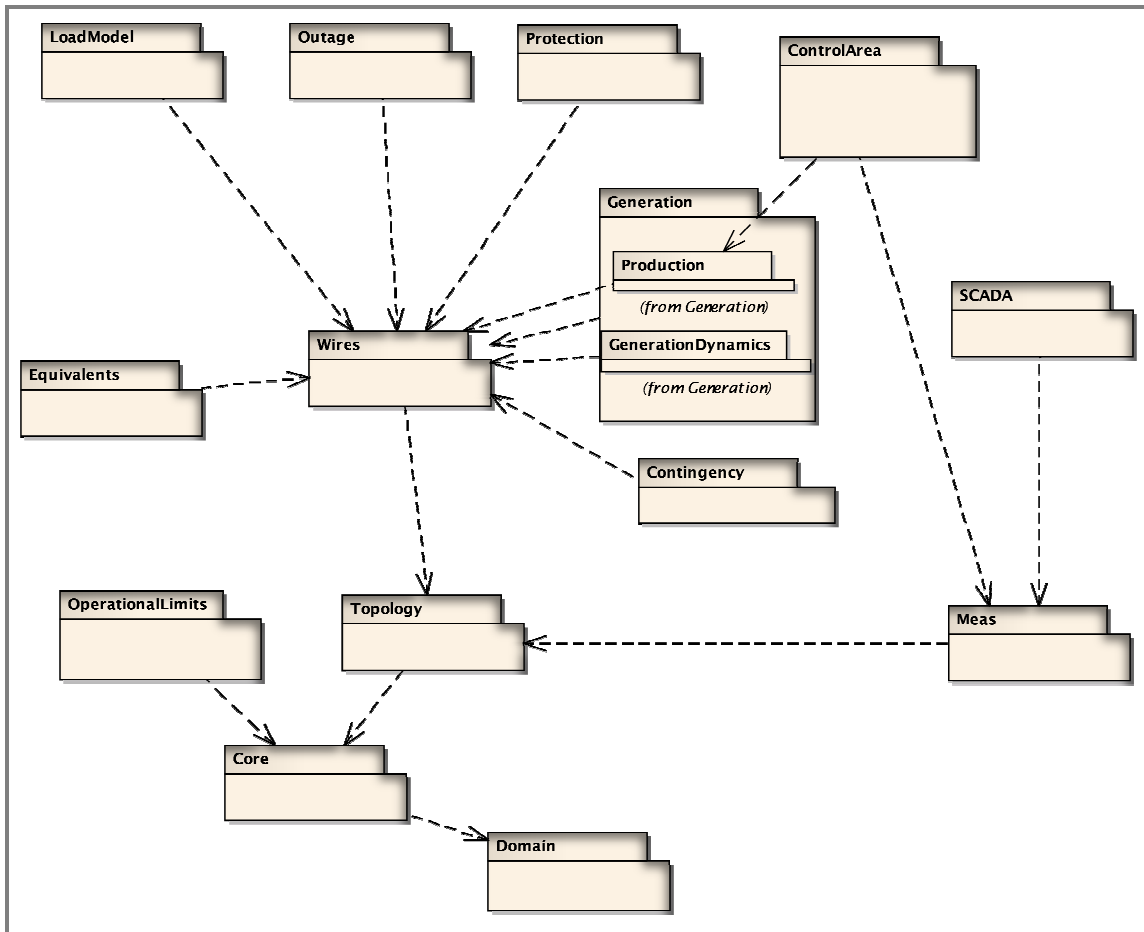 LoadModel
Outage
Protection
ControlArea
Generation
Production
(from Generation)
SCADA
Wires
GenerationDynamics
Equivalents
(from Generation)
Contingency
OperationalLimits
Topology
Meas
Core
Domain